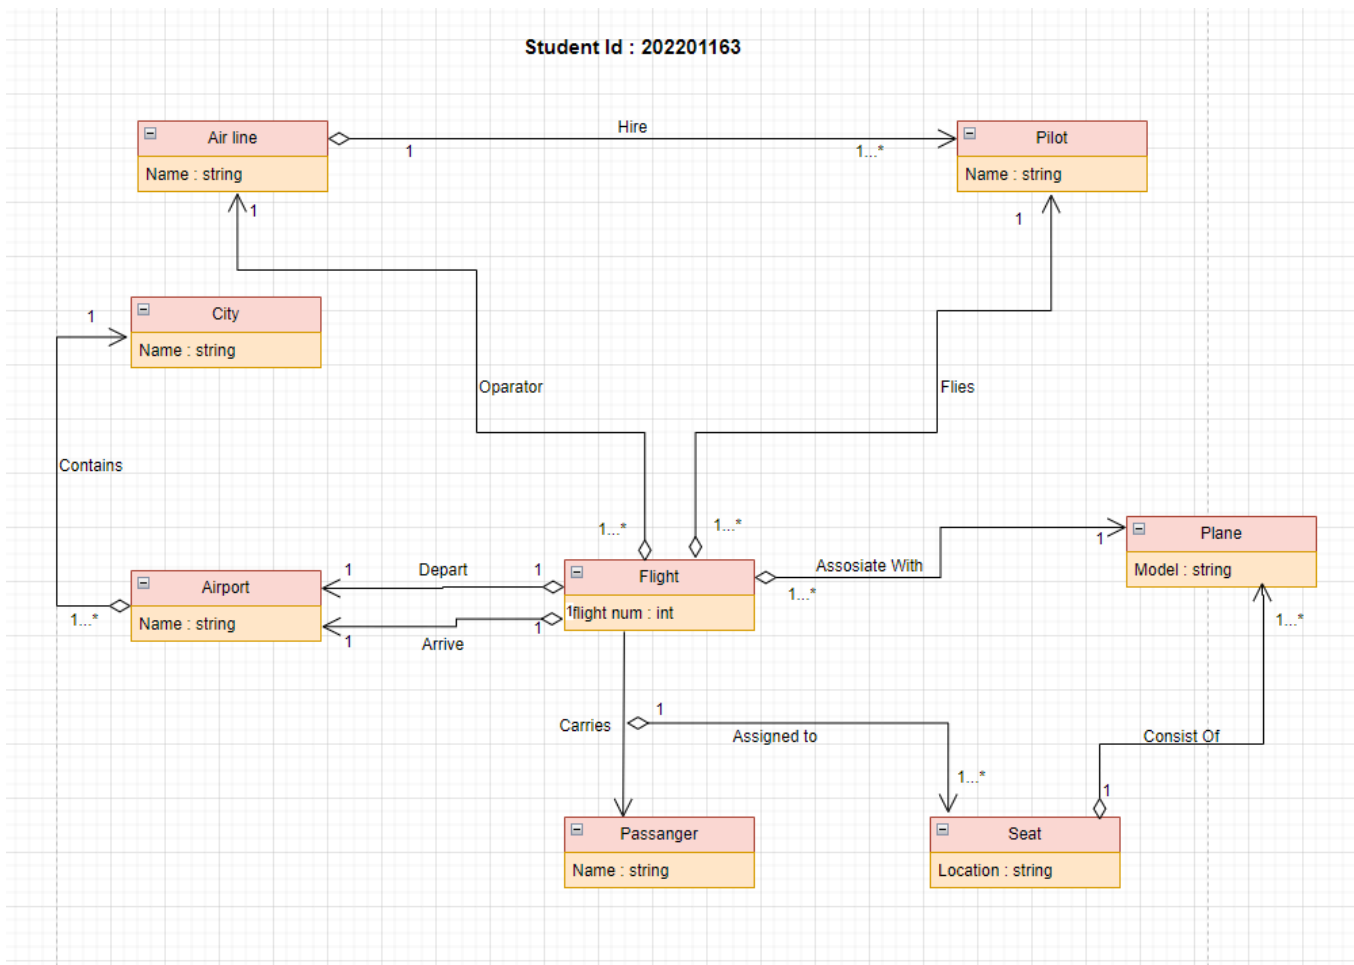 Student Id : 202201163
Air line
Name : string
Hire
1
1...*
Pilot
Name : string
1
1
City
Name : string
1
Oparator
Flies
Contains
1...*
1...*
Plane
Model : string
1
Assosiate With
1...*
Flight
1flight num : int
Depart
1
1
Airport
Name : string
1...*
Arrive
1
1
1...*
Carries
1
Assigned to
1...*
Consist Of
1
Passanger
Name : string
Seat
Location : string